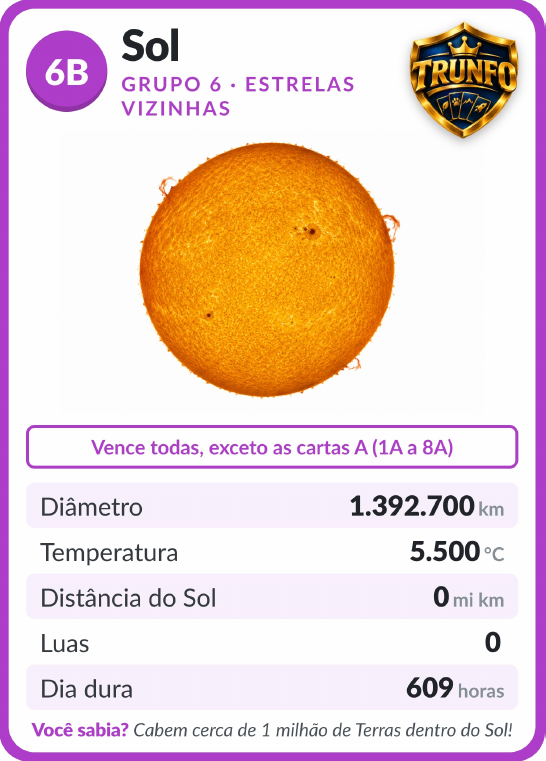 6B
Sol
GRUPO 6 · ESTRELAS
VIZINHAS
TRUNFO
Vence todas, exceto as cartas A (1A a 8A)
Diâmetro 1.392.700 km
Temperatura 5.500 °C
Distância do Sol 0 mi km
Luas 0
Dia dura 609 horas
Você sabia? Cabem cerca de 1 milhão de Terras dentro do Sol!